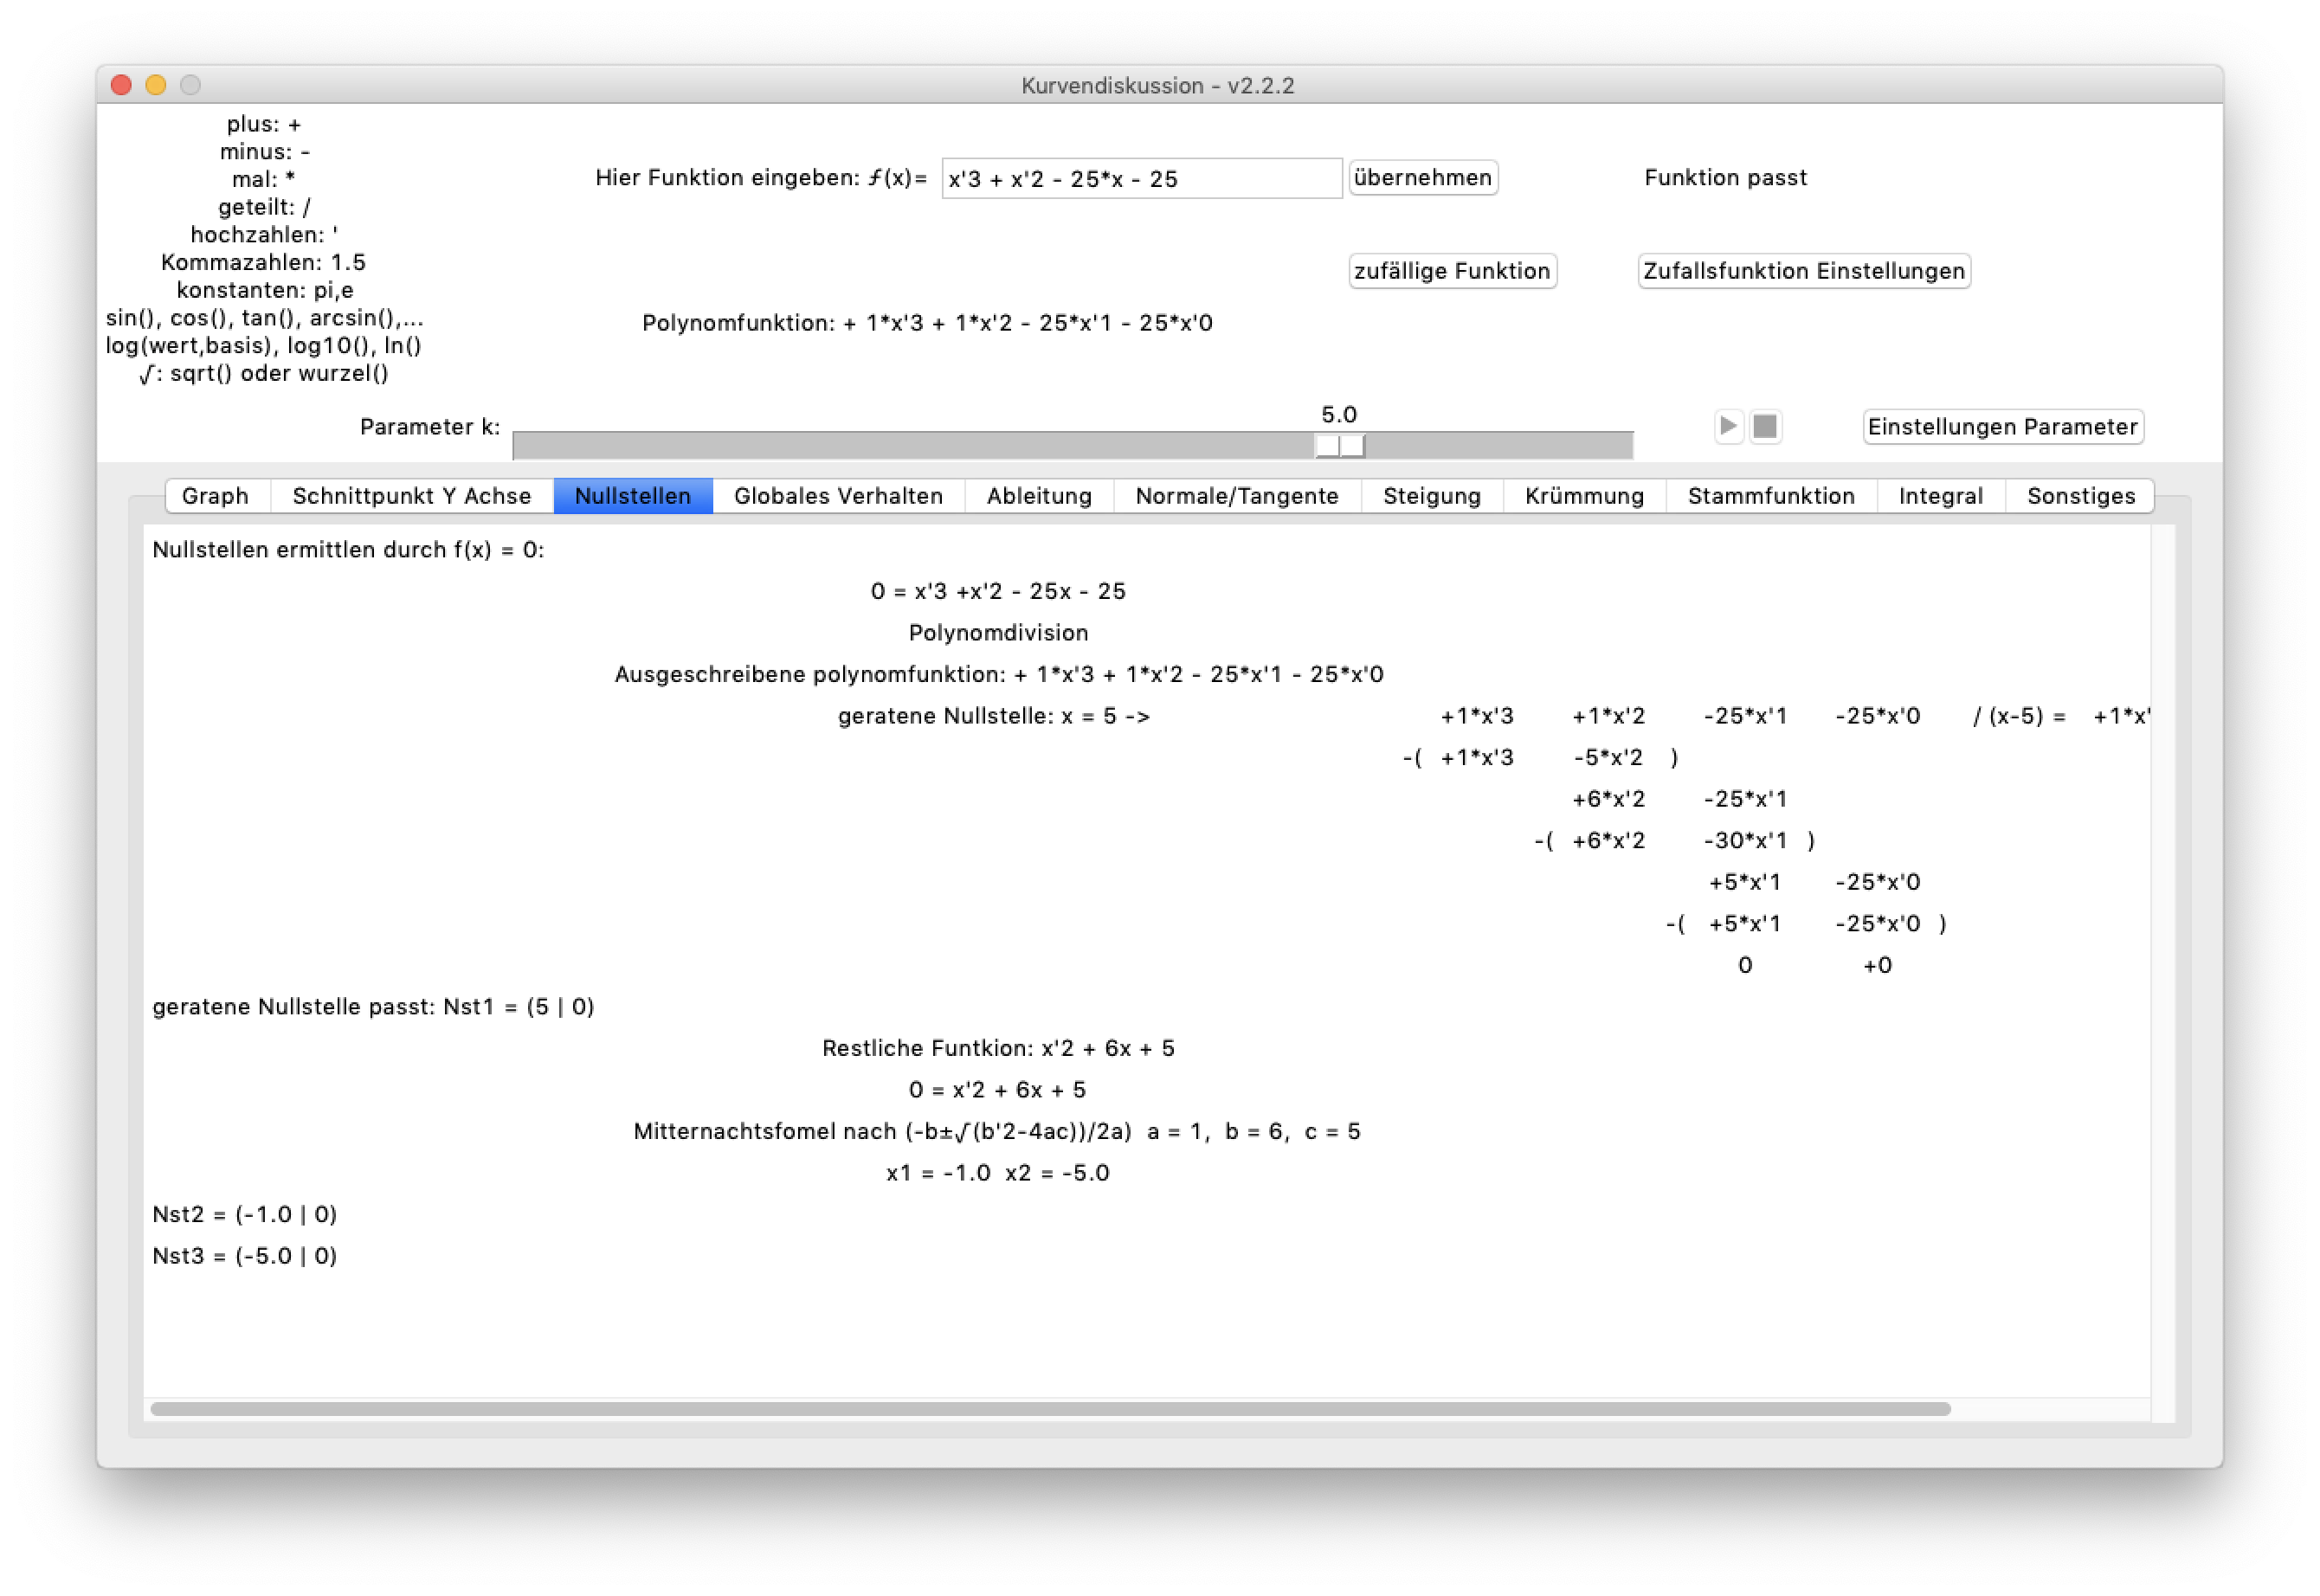 Kurvendiskussion - v2.2.2
plus: +
minus: -
mal: *
geteilt: /
hochzahlen: '
Kommazahlen: 1.5
konstanten: pi,e
sin(), cos(), tan(), arcsin(),...
log(wert,basis), log10(), ln()
√: sqrt() oder wurzel()
Hier Funktion eingeben: ƒ(x)= x'3 + x'2 - 25*x - 25 übernehmen Funktion passt
zufällige Funktion Zufallsfunktion Einstellungen
Polynomfunktion: + 1*x'3 + 1*x'2 - 25*x'1 - 25*x'0
5.0
Parameter k: Einstellungen Parameter
Graph Schnittpunkt Y Achse Nullstellen Globales Verhalten Ableitung Normale/Tangente Steigung Krümmung Stammfunktion Integral Sonstiges
Nullstellen ermittlen durch f(x) = 0:
0 = x'3 +x'2 - 25x - 25
Polynomdivision
Ausgeschreibene polynomfunktion: + 1*x'3 + 1*x'2 - 25*x'1 - 25*x'0
geratene Nullstelle: x = 5 -> +1*x'3 +1*x'2 -25*x'1 -25*x'0 / (x-5) = +1*x'
-( +1*x'3 -5*x'2 )
+6*x'2 -25*x'1
-( +6*x'2 -30*x'1 )
+5*x'1 -25*x'0
-( +5*x'1 -25*x'0 )
0 +0
geratene Nullstelle passt: Nst1 = (5 | 0)
Restliche Funtkion: x'2 + 6x + 5
0 = x'2 + 6x + 5
Mitternachtsfomel nach (-b±√(b'2-4ac))/2a) a = 1, b = 6, c = 5
x1 = -1.0 x2 = -5.0
Nst2 = (-1.0 | 0)
Nst3 = (-5.0 | 0)